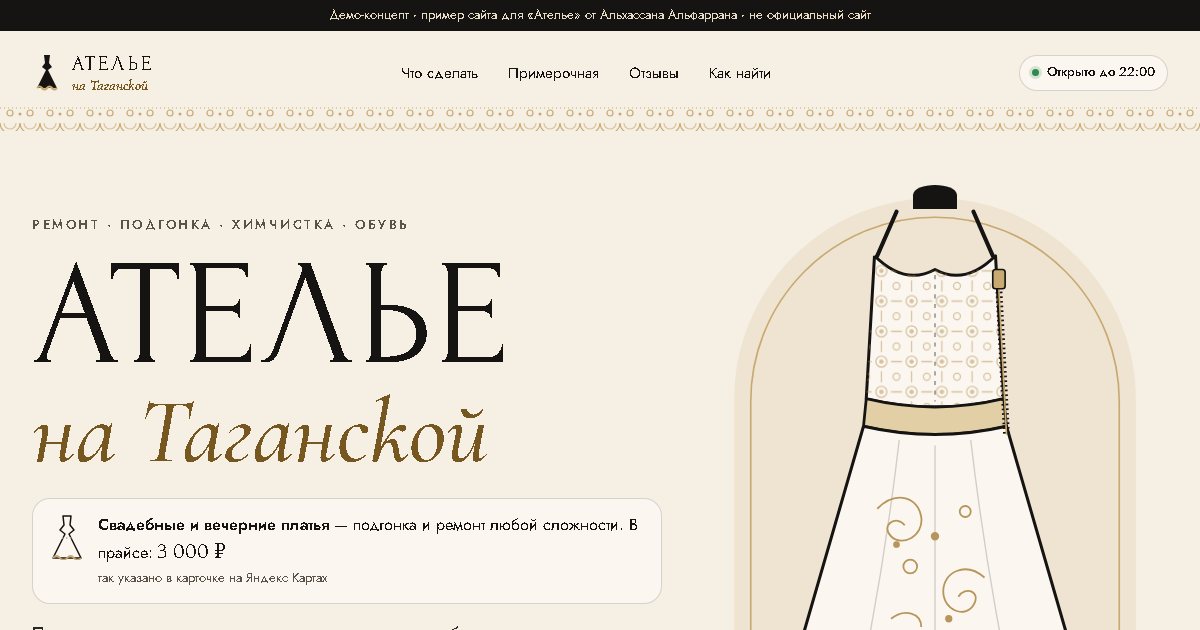 Демо-концепт · пример сайта для «Ателье» от Альхассана Альфаррана · не официальный сайт
АТЕЛЬЕ
на Таганской
Что сделать
Примерочная
Отзывы
Как найти
Открыто до 22:00
РЕМОНТ · ПОДГОНКА · ХИМЧИСТКА · ОБУВЬ
АТЕЛЬЕ
на Таганской
Свадебные и вечерние платья — подгонка и ремонт любой сложности. В
прайсе: 3 000 ₽
так указано в карточке на Яндекс Картах